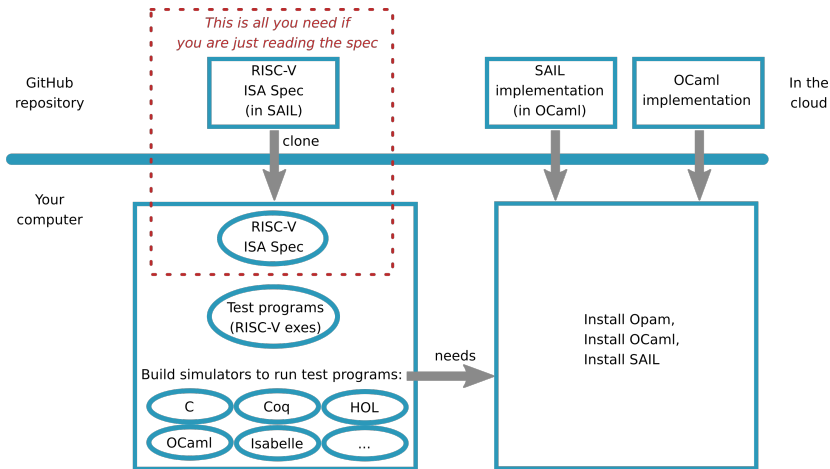 This is all you need if
you are just reading the spec
GitHub
repository
RISC-V
ISA Spec
(in SAIL)
SAIL
implementation
(in OCaml)
OCaml
implementation
In the
cloud
clone
Your
computer
RISC-V
ISA Spec
Test programs
(RISC-V exes)
Install Opam,
Install OCaml,
Install SAIL
needs
Build simulators to run test programs:
C
Coq
HOL
OCaml
Isabelle
...